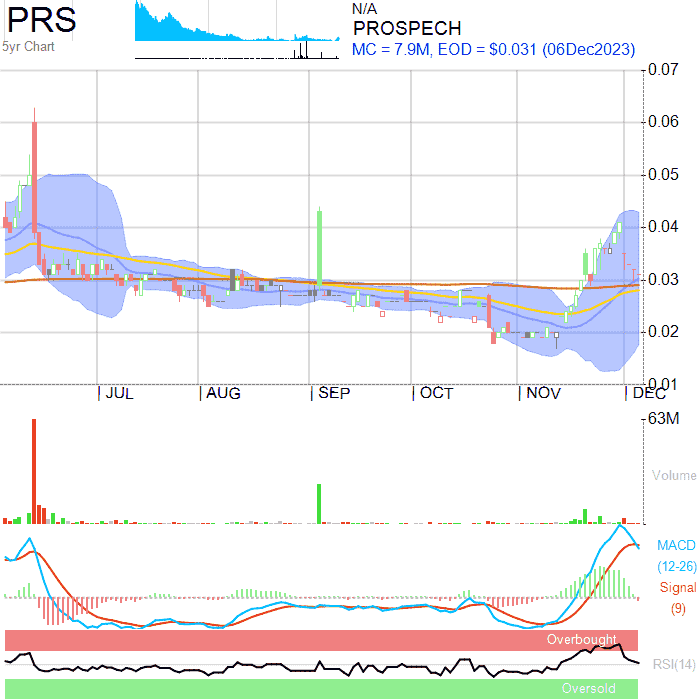 PRS
5yr Chart
N/A
PROSPECH
MC = 7.9M, EOD = $0.031 (06Dec2023)
0.07
0.06
0.05
0.04
0.03
0.02
0.01
JUL
AUG
SEP
OCT
NOV
DEC
63M
Volume
MACD
(12-26)
Signal
(9)
Overbought
RSI(14)
Oversold